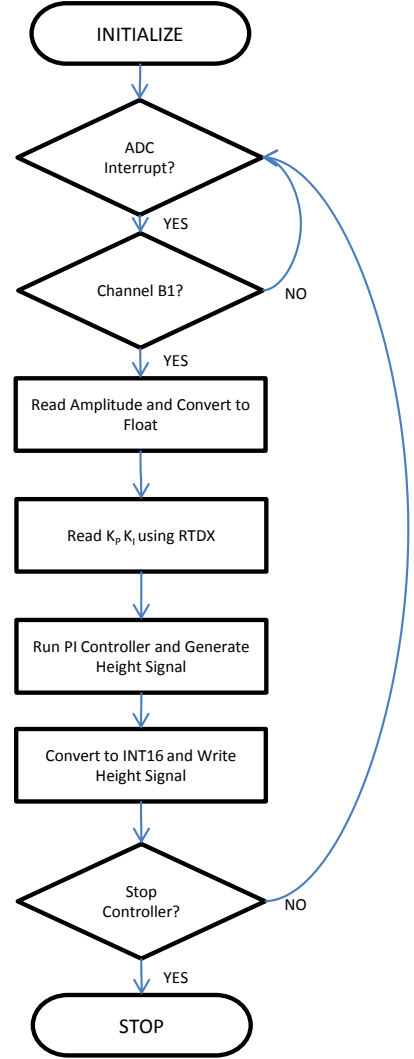 INITIALIZE
ADC
Interrupt?
YES
Channel B1?
NO
YES
Read Amplitude and Convert to
Float
Read KP KI using RTDX
Run PI Controller and Generate
Height Signal
Convert to INT16 and Write
Height Signal
Stop
Controller?
NO
YES
STOP